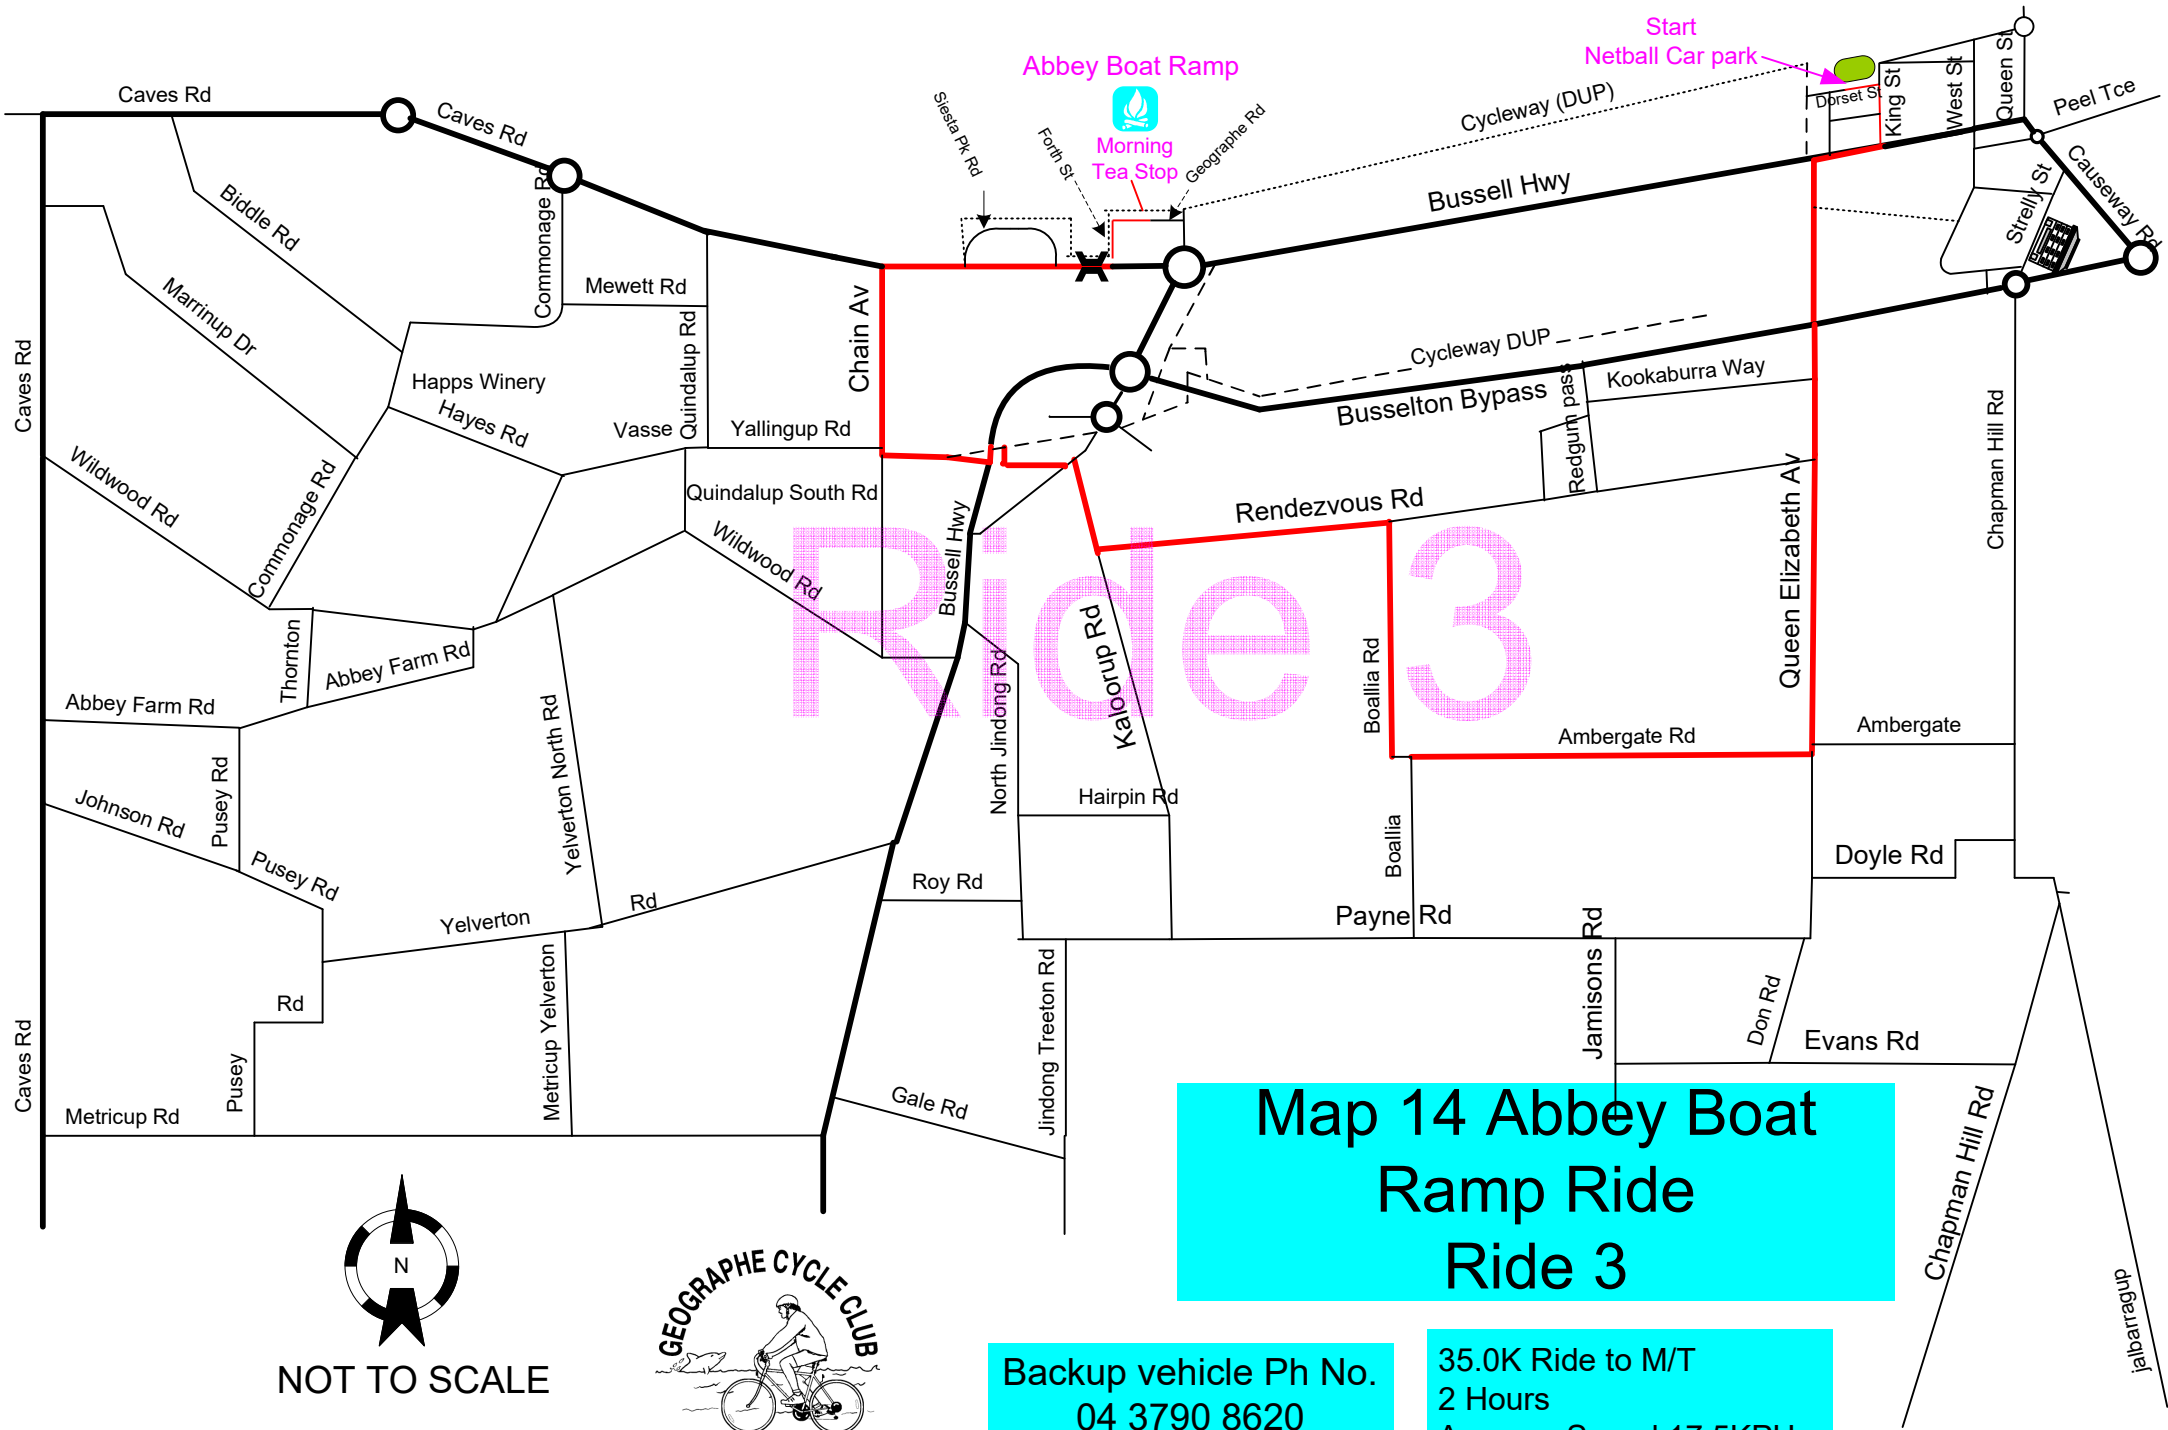 Start
Netball Car park
Abbey Boat Ramp
Morning
Tea Stop
Caves Rd
Caves Rd
Siesta Pk Rd
Forth St
Geographe Rd
Cycleway (DUP)
Dorset St
King St
West St
Queen St
Peel Tce
Causeway Rd
Strelly St
Bussell Hwy
Biddle Rd
Commonage Rd
Mewett Rd
Marrinup Dr
Caves Rd
Quindalup Rd
Chain Av
Happs Winery
Hayes Rd
Vasse
Yallingup Rd
Cycleway DUP
Busselton Bypass
Redgum pass
Kookaburra Way
Chapman Hill Rd
Wildwood Rd
Commonage Rd
Quindalup South Rd
Wildwood Rd
Bussell Hwy
Rendezvous Rd
Queen Elizabeth Av
Ride 3
Thornton
Abbey Farm Rd
Abbey Farm Rd
Yelverton North Rd
North Jindong Rd
Kaloorup Rd
Boallia Rd
Ambergate Rd
Ambergate
Pusey Rd
Johnson Rd
Pusey Rd
Hairpin Rd
Boallia
Doyle Rd
Roy Rd
Yelverton
Rd
Payne Rd
Jamisons Rd
Don Rd
Evans Rd
Rd
Pusey
Metricup Yelverton
Jindong Treeton Rd
Gale Rd
Caves Rd
Metricup Rd
Chapman Hill Rd
jalbarragup
Map 14 Abbey Boat
Ramp Ride
Ride 3
N
NOT TO SCALE
GEOGRAPHE CYCLE CLUB
Backup vehicle Ph No.
04 3790 8620
35.0K Ride to M/T
2 Hours
Average Speed 17.5KPH